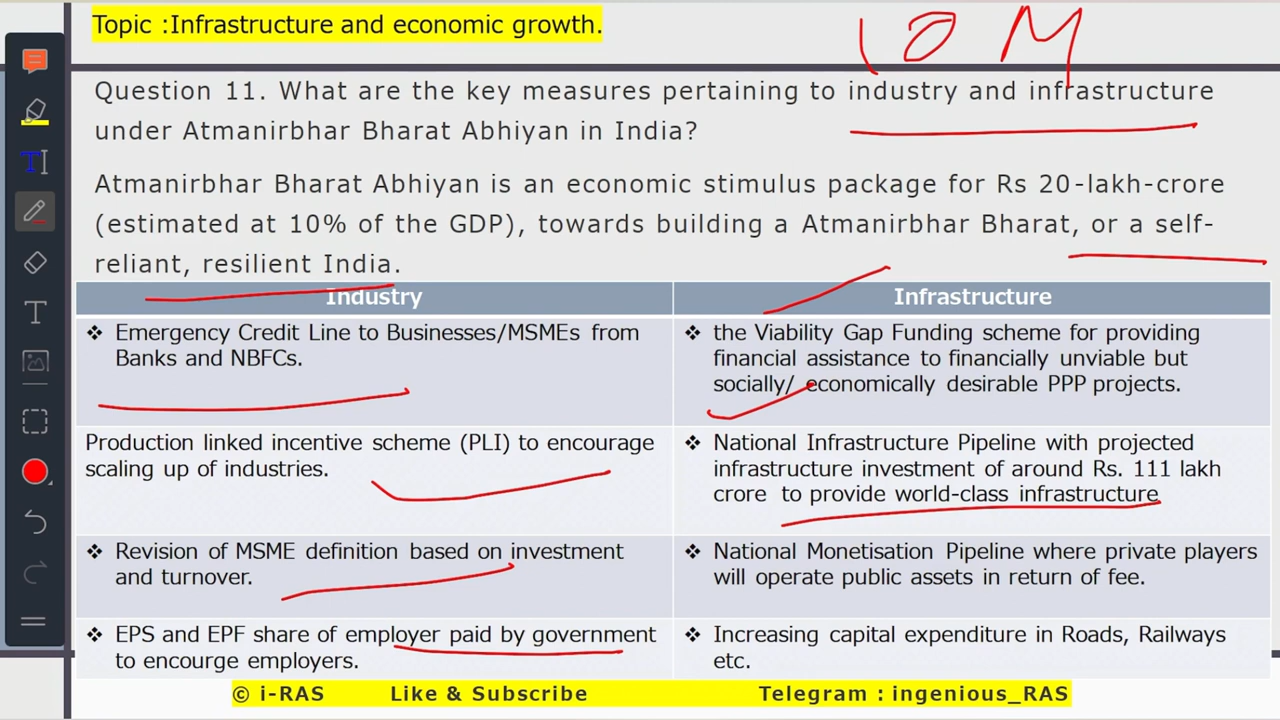 Topic :Infrastructure and economic growth.
10 M
Question 11. What are the key measures pertaining to industry and infrastructure
under Atmanirbhar Bharat Abhiyan in India?
Atmanirbhar Bharat Abhiyan is an economic stimulus package for Rs 20-lakh-crore
(estimated at 10% of the GDP), towards building a Atmanirbhar Bharat, or a self-
reliant, resilient India.
Industry
Infrastructure
❖ Emergency Credit Line to Businesses/MSMEs from
Banks and NBFCs.
❖ the Viability Gap Funding scheme for providing
financial assistance to financially unviable but
socially/ economically desirable PPP projects.
Production linked incentive scheme (PLI) to encourage
scaling up of industries.
❖ National Infrastructure Pipeline with projected
infrastructure investment of around Rs. 111 lakh
crore to provide world-class infrastructure
❖ Revision of MSME definition based on investment
and turnover.
❖ National Monetisation Pipeline where private players
will operate public assets in return of fee.
❖ EPS and EPF share of employer paid by government
to encourge employers.
❖ Increasing capital expenditure in Roads, Railways
etc.
© i-RAS Like & Subscribe Telegram : ingenious_RAS